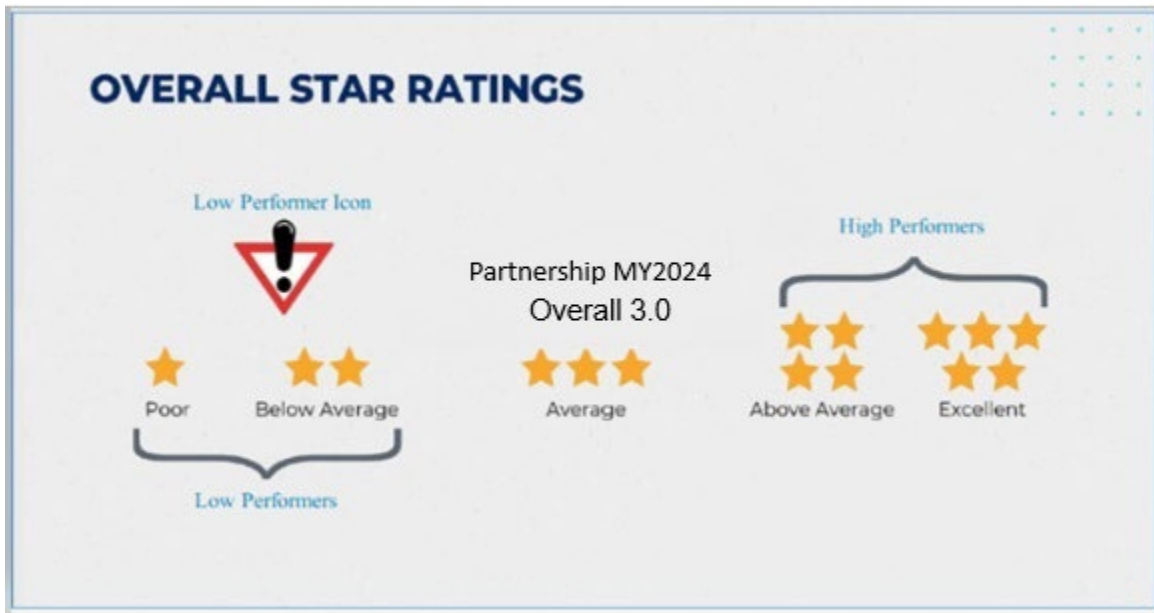 OVERALL STAR RATINGS
Low Performer Icon
High Performers
Partnership MY2024
Overall 3.0
Poor
Below Average
Average
Above Average
Excellent
Low Performers